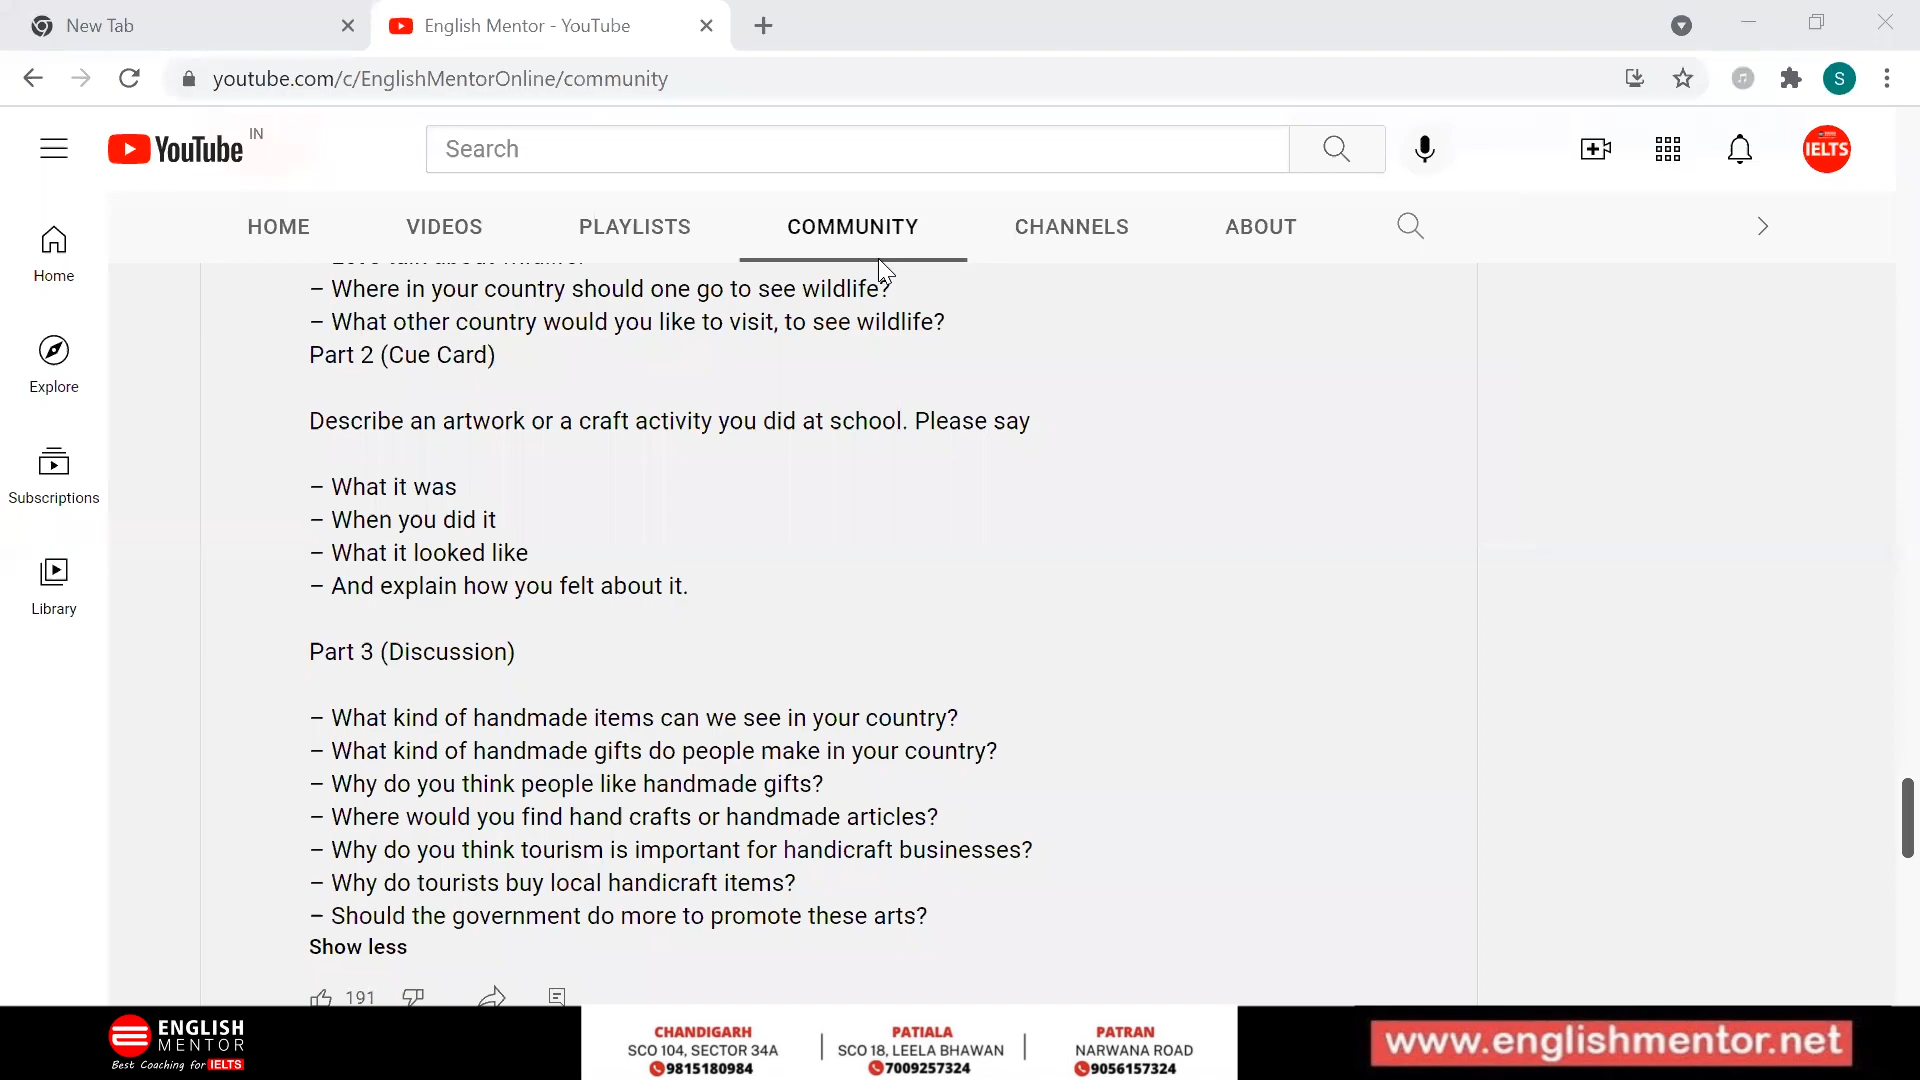 New Tab
English Mentor - YouTube
youtube.com/c/EnglishMentorOnline/community
S
YouTube IN
Search
IELTS
HOME VIDEOS PLAYLISTS COMMUNITY CHANNELS ABOUT
Home
Explore
Subscriptions
Library
– Where in your country should one go to see wildlife?
– What other country would you like to visit, to see wildlife?
Part 2 (Cue Card)
Describe an artwork or a craft activity you did at school. Please say
– What it was
– When you did it
– What it looked like
– And explain how you felt about it.
Part 3 (Discussion)
– What kind of handmade items can we see in your country?
– What kind of handmade gifts do people make in your country?
– Why do you think people like handmade gifts?
– Where would you find hand crafts or handmade articles?
– Why do you think tourism is important for handicraft businesses?
– Why do tourists buy local handicraft items?
– Should the government do more to promote these arts?
Show less
191
ENGLISH
MENTOR
Best Coaching for IELTS
CHANDIGARH
SCO 104, SECTOR 34A
9815180984
PATIALA
SCO 18, LEELA BHAWAN
7009257324
PATRAN
NARWANA ROAD
9056157324
www.englishmentor.net